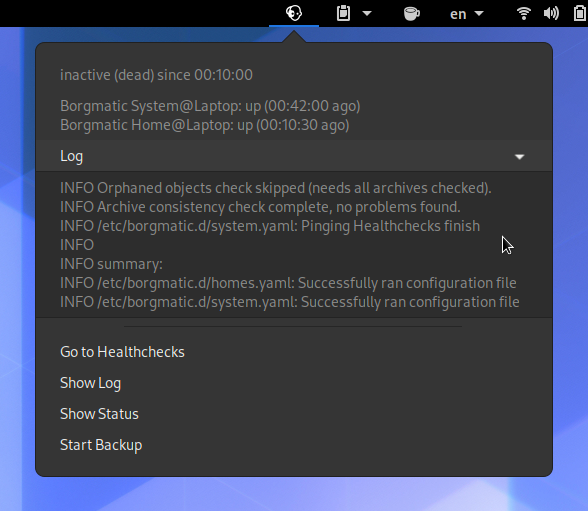 en
inactive (dead) since 00:10:00
Borgmatic System@Laptop: up (00:42:00 ago)
Borgmatic Home@Laptop: up (00:10:30 ago)
Log
INFO Orphaned objects check skipped (needs all archives checked).
INFO Archive consistency check complete, no problems found.
INFO /etc/borgmatic.d/system.yaml: Pinging Healthchecks finish
INFO
INFO summary:
INFO /etc/borgmatic.d/homes.yaml: Successfully ran configuration file
INFO /etc/borgmatic.d/system.yaml: Successfully ran configuration file
Go to Healthchecks
Show Log
Show Status
Start Backup